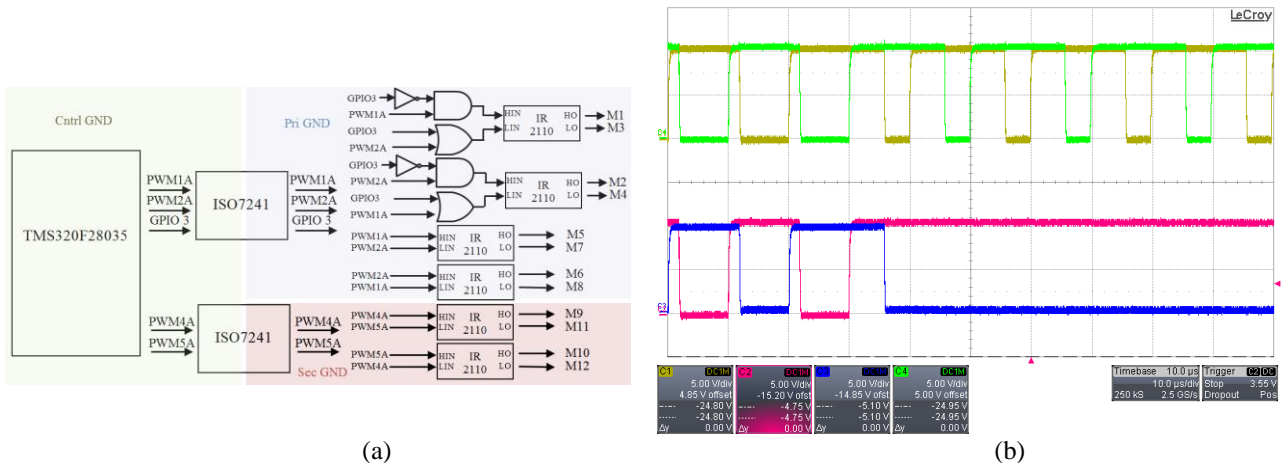 Cntrl GND
Pri GND
TMS320F28035
PWM1A
PWM2A
GPIO 3
ISO7241
PWM1A
PWM2A
GPIO 3
GPIO3
PWM1A
GPIO3
PWM2A
HIN
LIN
IR
2110
HO
LO
M1
M3
GPIO3
PWM2A
GPIO3
PWM1A
HIN
LIN
IR
2110
HO
LO
M2
M4
PWM1A
PWM2A
HIN
LIN
IR
2110
HO
LO
M5
M7
PWM2A
PWM1A
HIN
LIN
IR
2110
HO
LO
M6
M8
PWM4A
PWM5A
ISO7241
PWM4A
PWM5A
Sec GND
PWM4A
PWM5A
HIN
LIN
IR
2110
HO
LO
M9
M11
PWM5A
PWM4A
HIN
LIN
IR
2110
HO
LO
M10
M12
(a)
LeCroy
C1 DC1M
5.00 V/div
4.85 V offset
-24.80 V
-24.80 V
Δy 0.00 V
C2 DC1M
5.00 V/div
-15.20 V ofst
-4.75 V
-4.75 V
Δy 0.00 V
5.00 V/div
-14.85 V ofst
-5.10 V
-5.10 V
Δy 0.00 V
C4 DC1M
5.00 V/div
5.00 V offset
-24.95 V
-24.95 V
Δy 0.00 V
Timebase 10.0 µs
10.0 µs/div
250 kS 2.5 GS/s
Trigger C2 DC
Stop 3.55 V
Dropout Pos
(b)